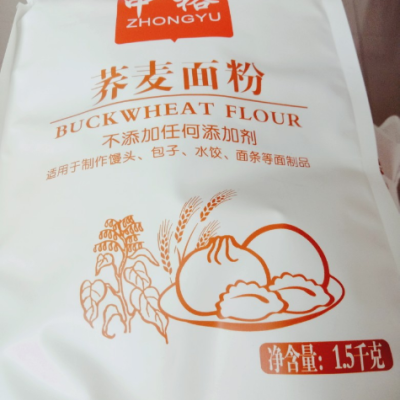 中裕
ZHONGYU
荞麦面粉
BUCKWHEAT FLOUR
不添加任何添加剂
适用于制作馒头、包子、水饺、面条等面制品
净含量：1.5千克